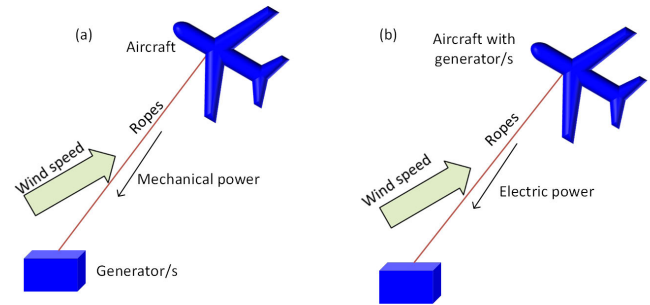 (a)
Aircraft
Ropes
Wind speed
Mechanical power
Generator/s
(b)
Aircraft with
generator/s
Ropes
Wind speed
Electric power